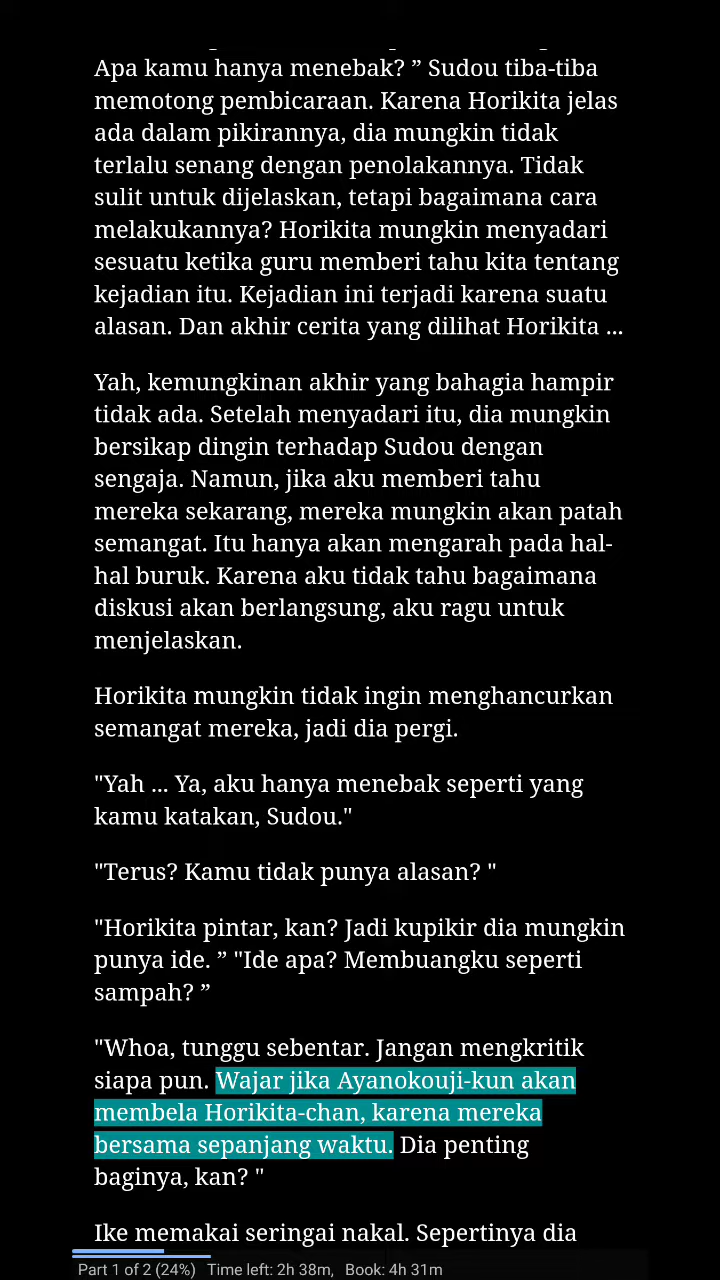 Apa kamu hanya menebak? ” Sudou tiba-tiba
memotong pembicaraan. Karena Horikita jelas
ada dalam pikirannya, dia mungkin tidak
terlalu senang dengan penolakannya. Tidak
sulit untuk dijelaskan, tetapi bagaimana cara
melakukannya? Horikita mungkin menyadari
sesuatu ketika guru memberi tahu kita tentang
kejadian itu. Kejadian ini terjadi karena suatu
alasan. Dan akhir cerita yang dilihat Horikita ...
Yah, kemungkinan akhir yang bahagia hampir
tidak ada. Setelah menyadari itu, dia mungkin
bersikap dingin terhadap Sudou dengan
sengaja. Namun, jika aku memberi tahu
mereka sekarang, mereka mungkin akan patah
semangat. Itu hanya akan mengarah pada hal-
hal buruk. Karena aku tidak tahu bagaimana
diskusi akan berlangsung, aku ragu untuk
menjelaskan.
Horikita mungkin tidak ingin menghancurkan
semangat mereka, jadi dia pergi.
"Yah ... Ya, aku hanya menebak seperti yang
kamu katakan, Sudou."
"Terus? Kamu tidak punya alasan? "
"Horikita pintar, kan? Jadi kupikir dia mungkin
punya ide. ” "Ide apa? Membuangku seperti
sampah? ”
"Whoa, tunggu sebentar. Jangan mengkritik
siapa pun. Wajar jika Ayanokouji-kun akan
membela Horikita-chan, karena mereka
bersama sepanjang waktu. Dia penting
baginya, kan? "
Ike memakai seringai nakal. Sepertinya dia
Part 1 of 2 (24%) Time left: 2h 38m, Book: 4h 31m